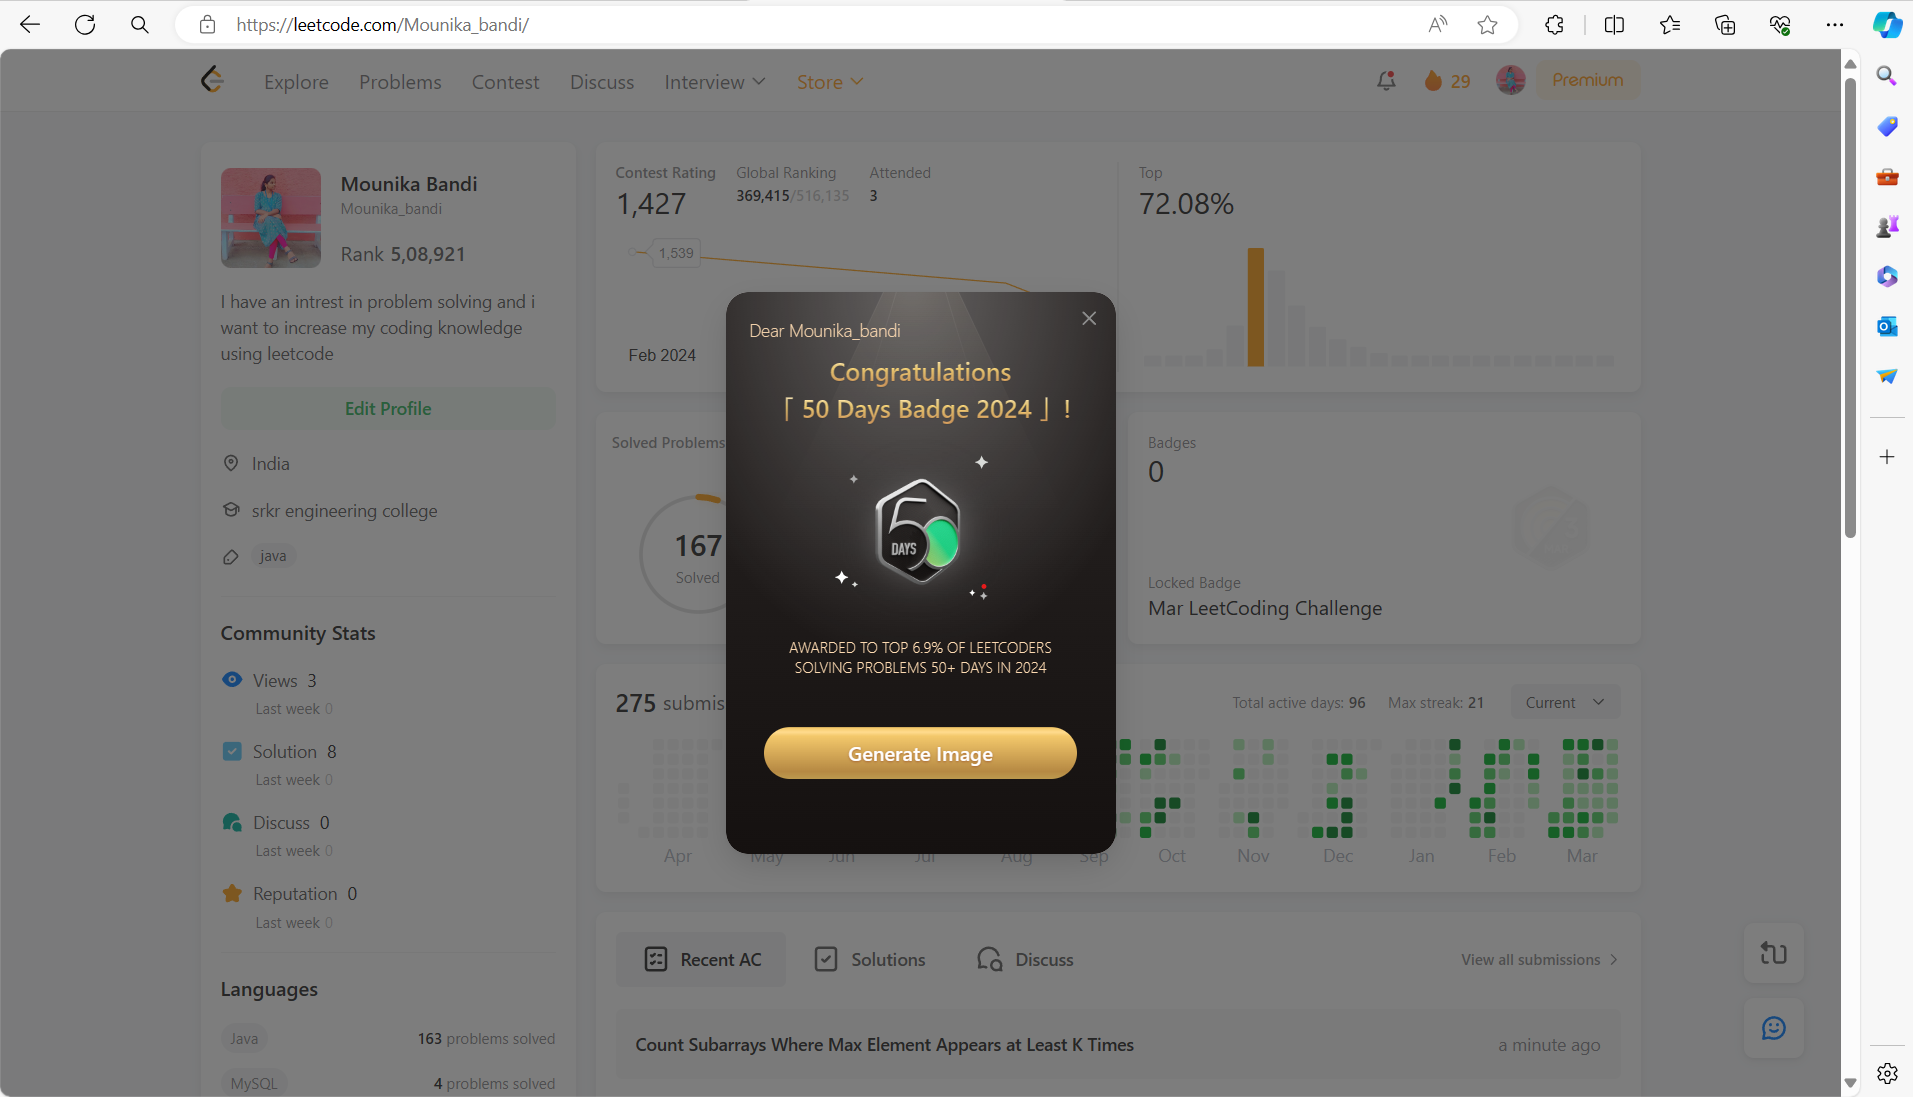 https://leetcode.com/Mounika_bandi/
Explore
Problems
Contest
Discuss
Interview
Store
29
Premium
Mounika Bandi
Mounika_bandi
Rank 5,08,921
I have an intrest in problem solving and i
want to increase my coding knowledge
using leetcode
Edit Profile
India
srkr engineering college
java
Community Stats
Views 3
Last week 0
Solution 8
Last week 0
Discuss 0
Last week 0
Reputation 0
Last week 0
Languages
Java
163 problems solved
MySQL
4 problems solved
Contest Rating
1,427
Global Ranking
369,415/516,135
Attended
3
1,539
Feb 2024
Top
72.08%
Solved Problems
167
Solved
Badges
0
Locked Badge
Mar LeetCoding Challenge
Dear Mounika_bandi
Congratulations
「 50 Days Badge 2024 」 !
50
DAYS
AWARDED TO TOP 6.9% OF LEETCODERS
SOLVING PROBLEMS 50+ DAYS IN 2024
Generate Image
275 submis
Total active days: 96
Max streak: 21
Current
Apr
May
Jun
Jul
Aug
Sep
Oct
Nov
Dec
Jan
Feb
Mar
Recent AC
Solutions
Discuss
View all submissions
Count Subarrays Where Max Element Appears at Least K Times
a minute ago